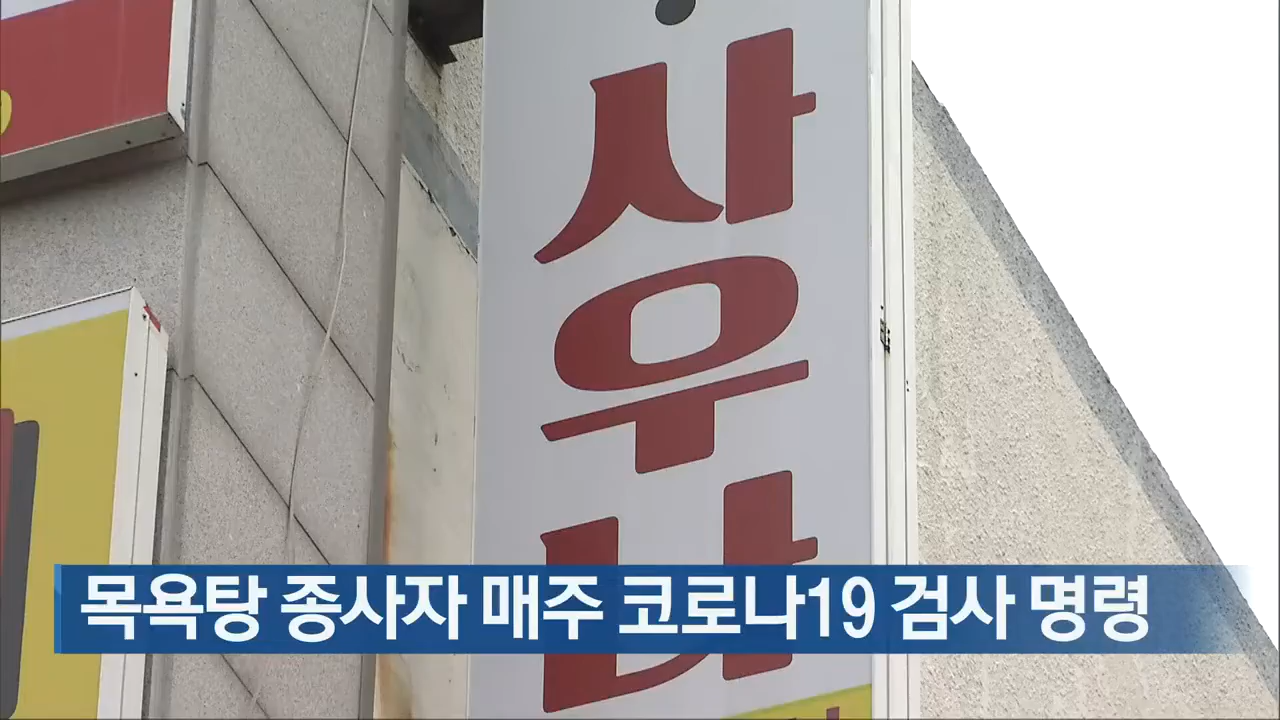 사우나
목욕탕 종사자 매주 코로나19 검사 명령